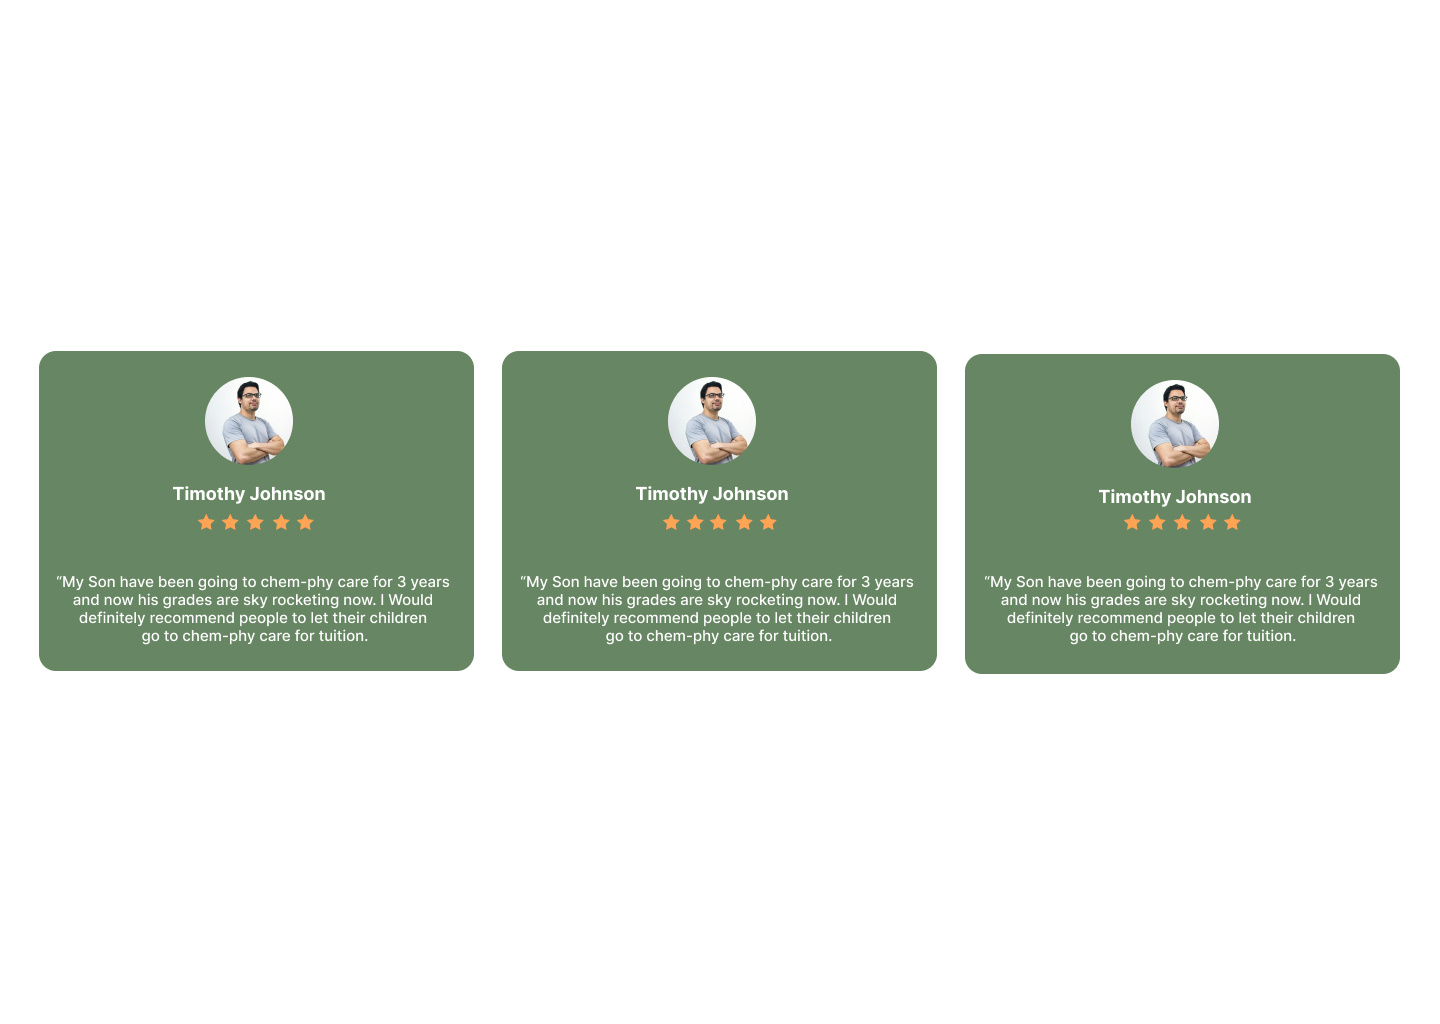 Timothy Johnson
“My Son have been going to chem-phy care for 3 years
and now his grades are sky rocketing now. I Would
definitely recommend people to let their children
go to chem-phy care for tuition.
Timothy Johnson
“My Son have been going to chem-phy care for 3 years
and now his grades are sky rocketing now. I Would
definitely recommend people to let their children
go to chem-phy care for tuition.
Timothy Johnson
“My Son have been going to chem-phy care for 3 years
and now his grades are sky rocketing now. I Would
definitely recommend people to let their children
go to chem-phy care for tuition.